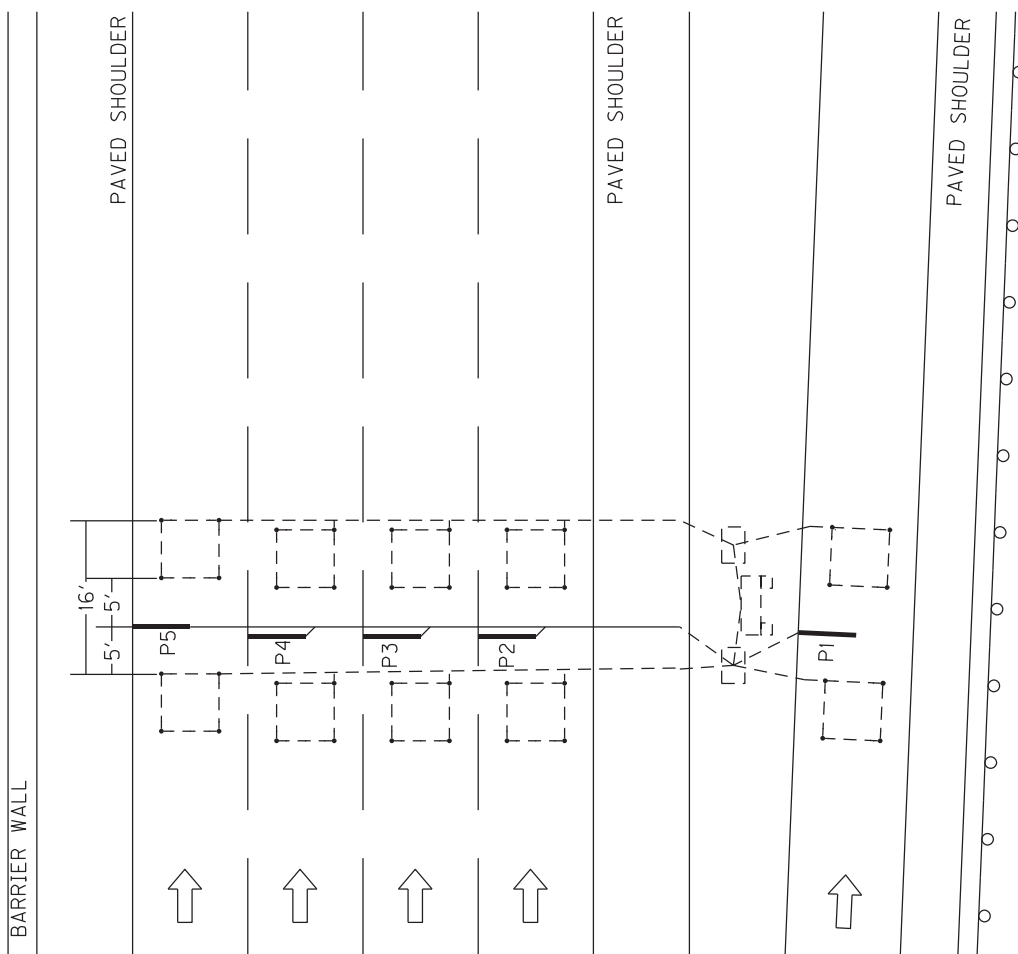 PAVED SHOULDER
PAVED SHOULDER
PAVED SHOULDER
16'
5'
5'
P5
P4
P3
P2
P1
BARRIER WALL